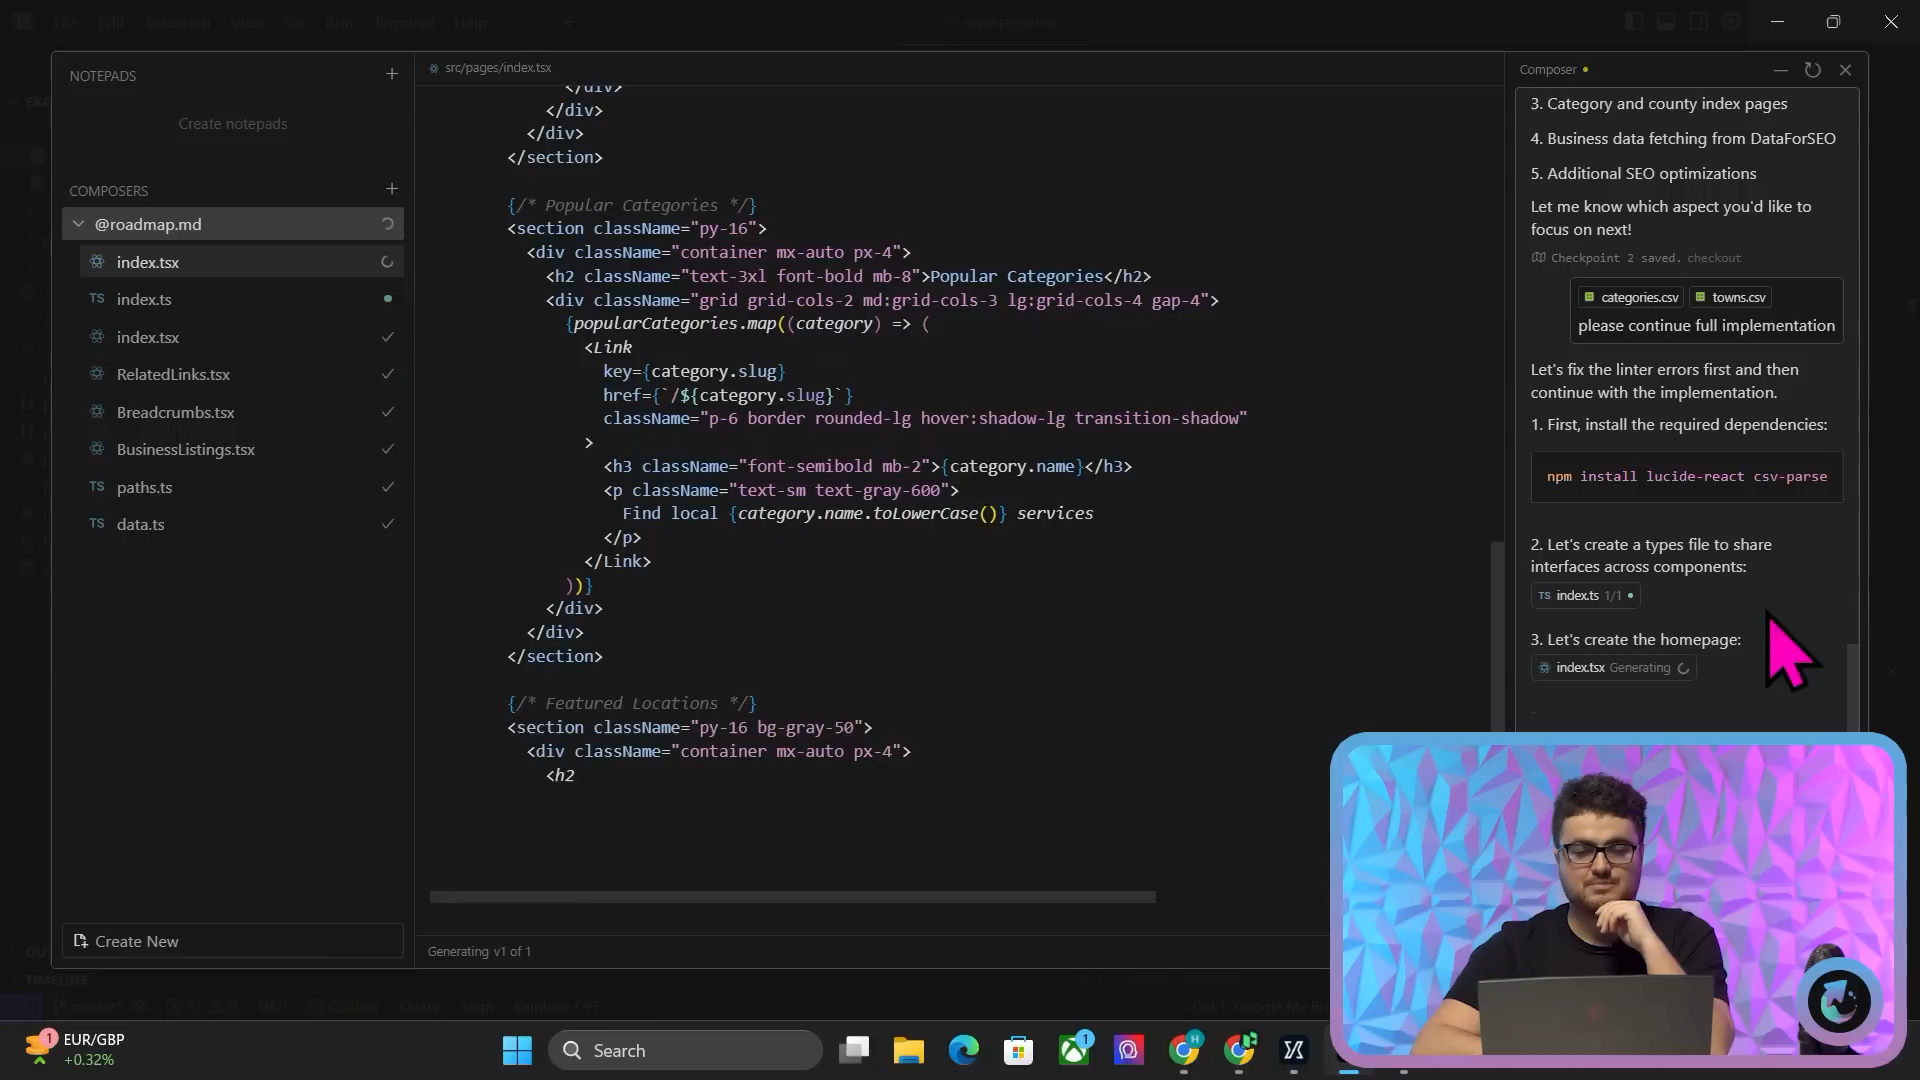 File Edit Selection View Go Run Terminal Help
NOTEPADS
Create notepads
COMPOSERS
@roadmap.md
index.tsx
TS index.ts
index.tsx
RelatedLinks.tsx
Breadcrumbs.tsx
BusinessListings.tsx
TS paths.ts
TS data.ts
Create New
src/pages/index.tsx
</div>
</div>
</div>
</section>
{/* Popular Categories */}
<section className="py-16">
<div className="container mx-auto px-4">
<h2 className="text-3xl font-bold mb-8">Popular Categories</h2>
<div className="grid grid-cols-2 md:grid-cols-3 lg:grid-cols-4 gap-4">
{popularCategories.map((category) => (
<Link
key={category.slug}
href={`/${category.slug}`}
className="p-6 border rounded-lg hover:shadow-lg transition-shadow"
>
<h3 className="font-semibold mb-2">{category.name}</h3>
<p className="text-sm text-gray-600">
Find local {category.name.toLowerCase()} services
</p>
</Link>
))}
</div>
</div>
</section>
{/* Featured Locations */}
<section className="py-16 bg-gray-50">
<div className="container mx-auto px-4">
<h2
Generating v1 of 1
Composer
3. Category and county index pages
4. Business data fetching from DataForSEO
5. Additional SEO optimizations
Let me know which aspect you'd like to
focus on next!
Checkpoint 2 saved. checkout
categories.csv towns.csv
please continue full implementation
Let's fix the linter errors first and then
continue with the implementation.
1. First, install the required dependencies:
npm install lucide-react csv-parse
2. Let's create a types file to share
interfaces across components:
TS index.ts 1/1
3. Let's create the homepage:
index.tsx Generating
TIMELINE
1
EUR/GBP
+0.32%
Search
1
H